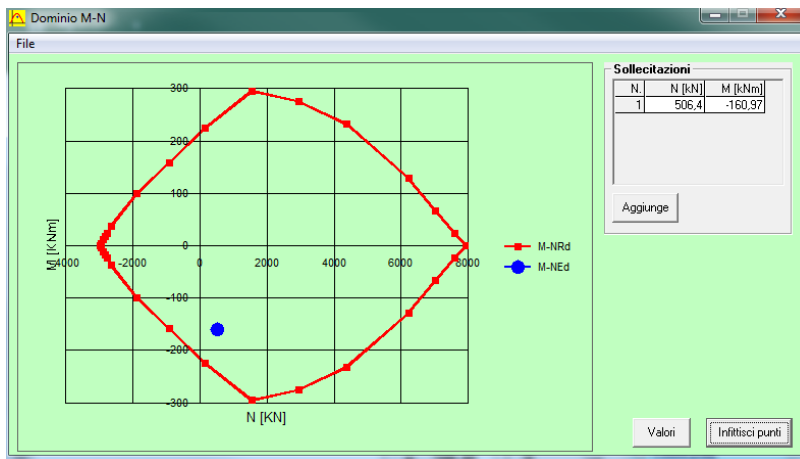 Dominio M-N
File
300
200
100
0
-100
-200
-300
-4000 -2000 0 2000 4000 6000 8000
M [KNm]
N [KN]
M-NRd
M-NEd
Sollecitazioni
N. N [kN] M [kNm]
1 506,4 -160,97
Aggiunge
Valori
Infittisci punti